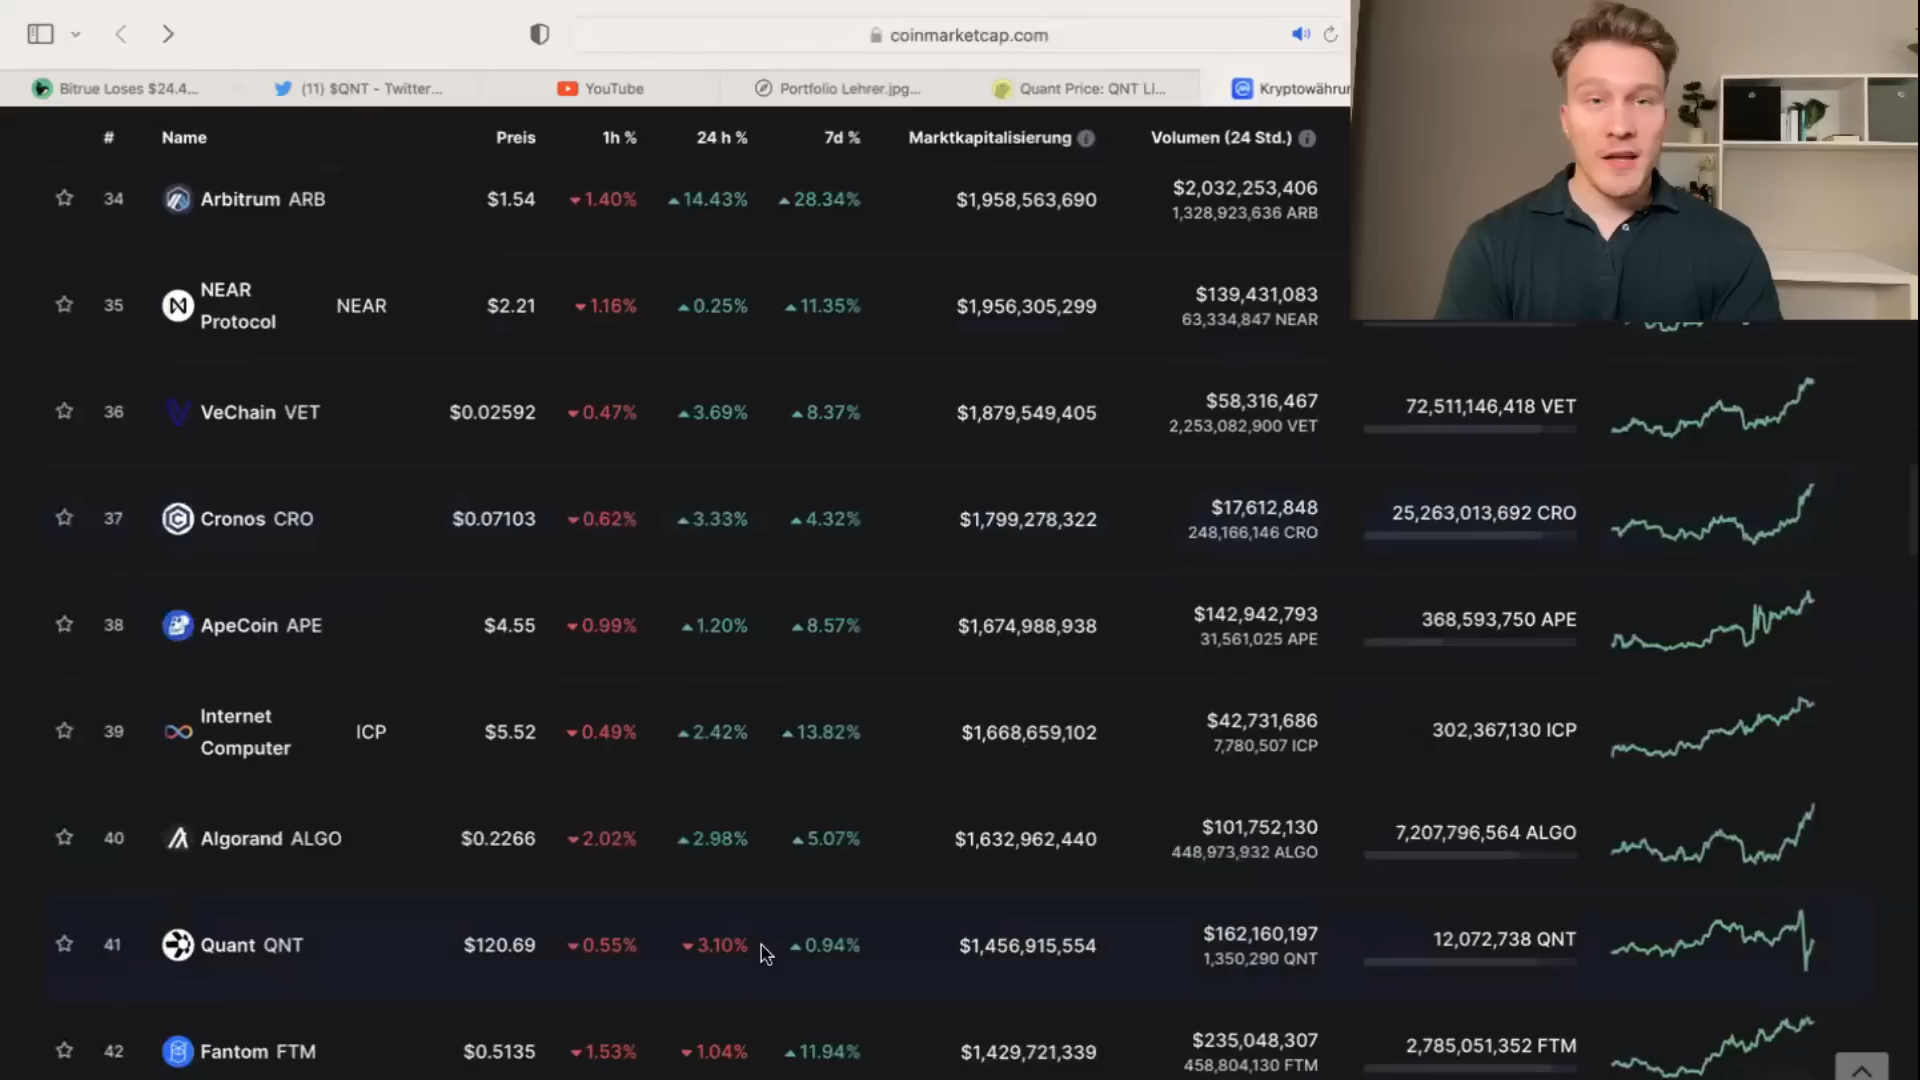 coinmarketcap.com
Bitrue Loses $24.4... (11) $QNT - Twitter... YouTube Portfolio Lehrer.jpg... Quant Price: QNT Li... Kryptowährur
# Name Preis 1h % 24 h % 7d % Marktkapitalisierung Volumen (24 Std.)
34 Arbitrum ARB $1.54 1.40% 14.43% 28.34% $1,958,563,690 $2,032,253,406
1,328,923,636 ARB
35 NEAR Protocol NEAR $2.21 1.16% 0.25% 11.35% $1,956,305,299 $139,431,083
63,334,847 NEAR
36 VeChain VET $0.02592 0.47% 3.69% 8.37% $1,879,549,405 $58,316,467 72,511,146,418 VET
2,253,082,900 VET
37 Cronos CRO $0.07103 0.62% 3.33% 4.32% $1,799,278,322 $17,612,848 25,263,013,692 CRO
248,166,146 CRO
38 ApeCoin APE $4.55 0.99% 1.20% 8.57% $1,674,988,938 $142,942,793 368,593,750 APE
31,561,025 APE
39 Internet Computer ICP $5.52 0.49% 2.42% 13.82% $1,668,659,102 $42,731,686 302,367,130 ICP
7,780,507 ICP
40 Algorand ALGO $0.2266 2.02% 2.98% 5.07% $1,632,962,440 $101,752,130 7,207,796,564 ALGO
448,973,932 ALGO
41 Quant QNT $120.69 0.55% 3.10% 0.94% $1,456,915,554 $162,160,197 12,072,738 QNT
1,350,290 QNT
42 Fantom FTM $0.5135 1.53% 1.04% 11.94% $1,429,721,339 $235,048,307 2,785,051,352 FTM
458,804,130 FTM